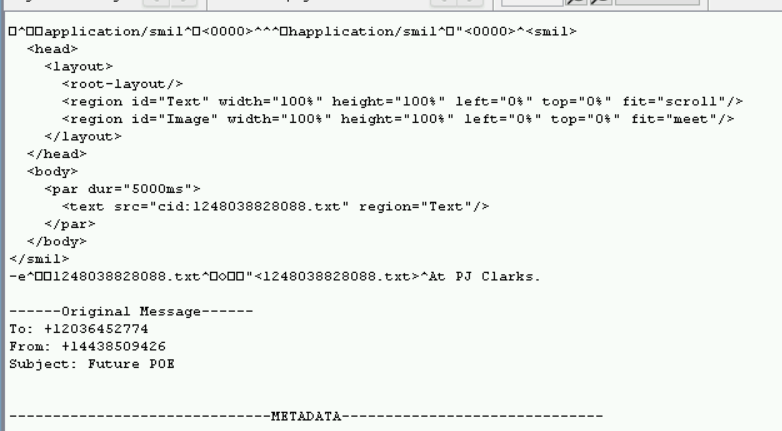 □^□□application/smil^□<0000>^^^□happlication/smil^□"<0000>^<smil>
<head>
<layout>
<root-layout/>
<region id="Text" width="100%" height="100%" left="0%" top="0%" fit="scroll"/>
<region id="Image" width="100%" height="100%" left="0%" top="0%" fit="meet"/>
</layout>
</head>
<body>
<par dur="5000ms">
<text src="cid:1248038828088.txt" region="Text"/>
</par>
</body>
</smil>
-e^□□1248038828088.txt^□◇□□"<1248038828088.txt>^At PJ Clarks.
------Original Message------
To: +12036452774
From: +14438509426
Subject: Future POE
------------------------------METADATA------------------------------